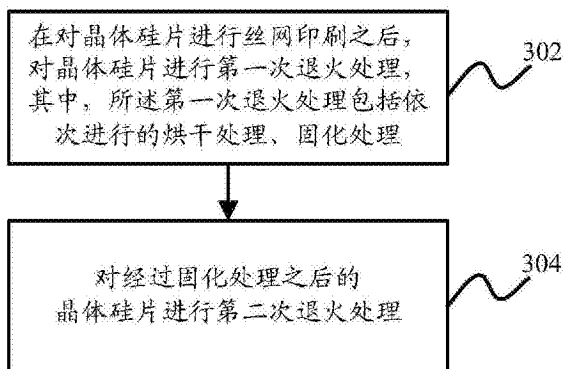 在对晶体硅片进行丝网印刷之后,
对晶体硅片进行第一次退火处理,
其中, 所述第一次退火处理包括依
次进行的烘干处理、固化处理
302
对经过固化处理之后的
晶体硅片进行第二次退火处理
304